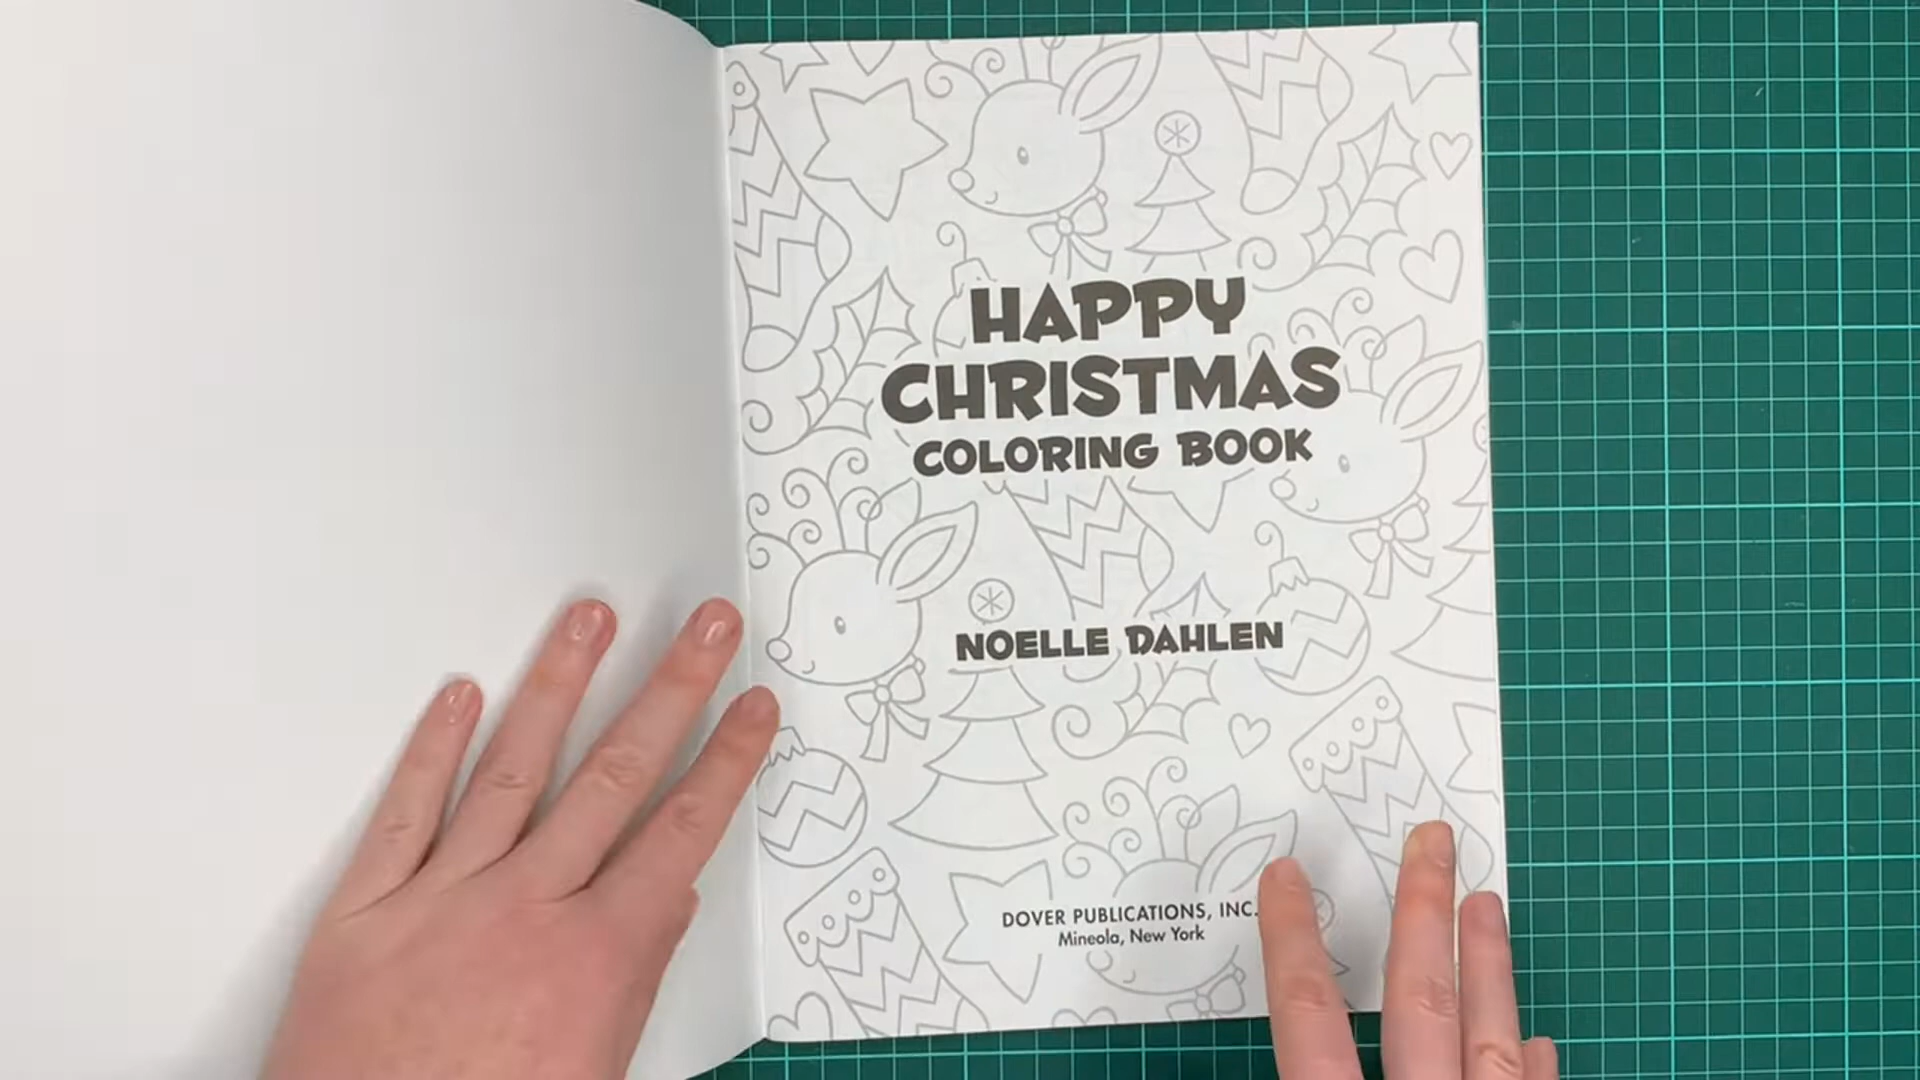 HAPPY
CHRISTMAS
COLORING BOOK
NOELLE DAHLEN
DOVER PUBLICATIONS, INC.
Mineola, New York